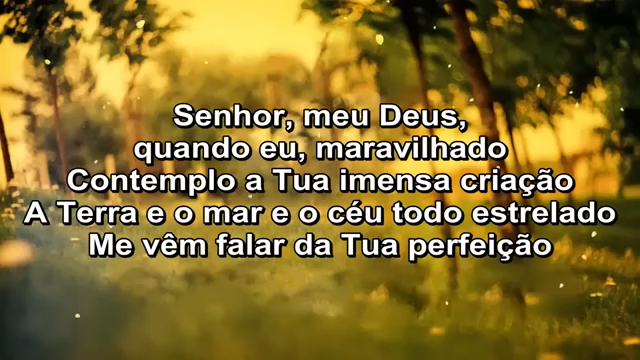 Senhor, meu Deus,
quando eu, maravilhado
Contemplo a Tua imensa criação
A Terra e o mar e o céu todo estrelado
Me vêm falar da Tua perfeição